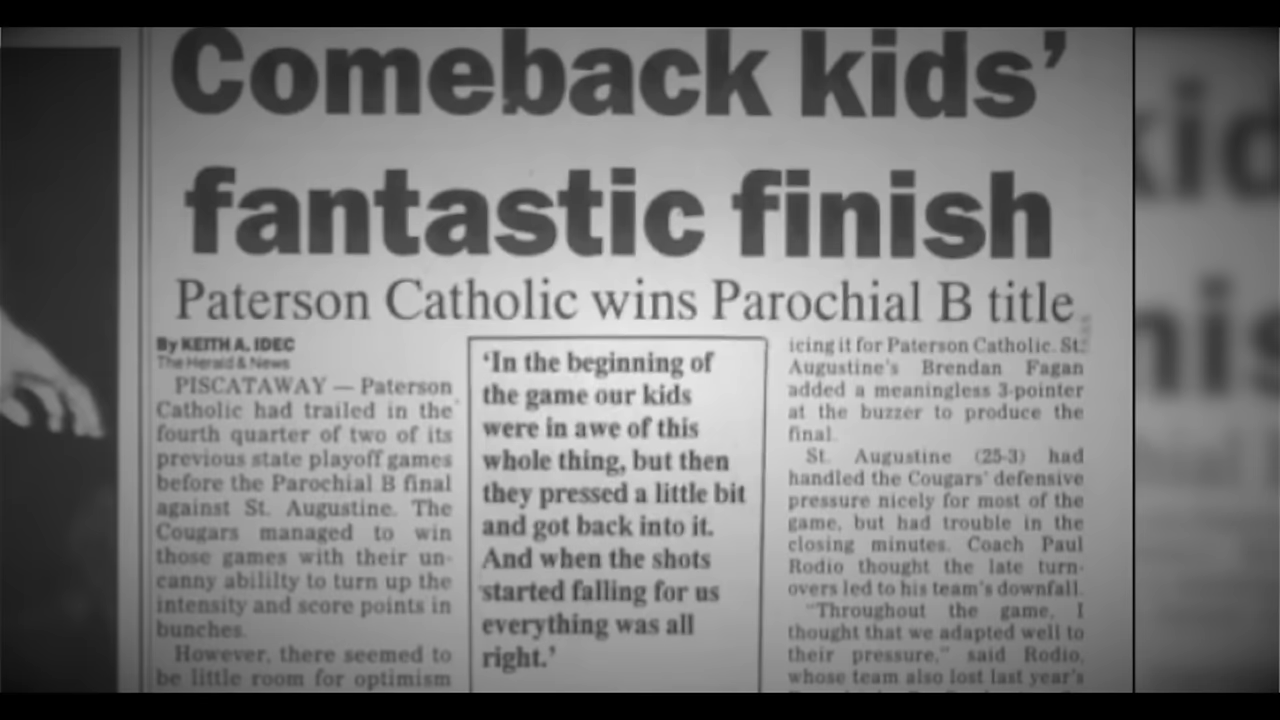 Comeback kids'
fantastic finish
Paterson Catholic wins Parochial B title
By KEITH A. IDEC
The Herald & News
PISCATAWAY — Paterson
Catholic had trailed in the
fourth quarter of two of its
previous state playoff games
before the Parochial B final
against St. Augustine. The
Cougars managed to win
those games with their un-
canny abililty to turn up the
intensity and score points in
bunches.
However, there seemed to
be little room for optimism
'In the beginning of
the game our kids
were in awe of this
whole thing, but then
they pressed a little bit
and got back into it.
And when the shots
started falling for us
everything was all
right.'
icing it for Paterson Catholic. St.
Augustine's Brendan Fagan
added a meaningless 3-pointer
at the buzzer to produce the
final.
St. Augustine (25-3) had
handled the Cougars' defensive
pressure nicely for most of the
game, but had trouble in the
closing minutes. Coach Paul
Rodio thought the late turn-
overs led to his team's downfall.
"Throughout the game, I
thought that we adapted well to
their pressure," said Rodio,
whose team also lost last year's
kid
nis